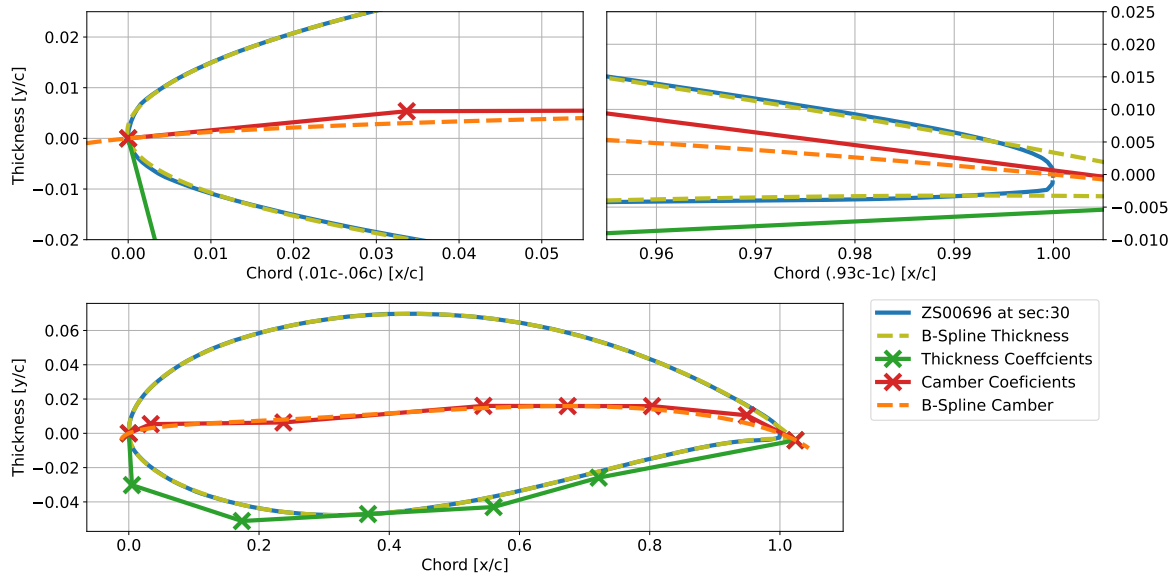 0.02
0.01
0.00
−0.01
−0.02
Thickness [y/c]
0.00 0.01 0.02 0.03 0.04 0.05
Chord (.01c-.06c) [x/c]
0.025
0.020
0.015
0.010
0.005
0.000
−0.005
−0.010
0.96 0.97 0.98 0.99 1.00
Chord (.93c-1c) [x/c]
0.06
0.04
0.02
0.00
−0.02
−0.04
Thickness [y/c]
0.0 0.2 0.4 0.6 0.8 1.0
Chord [x/c]
ZS00696 at sec:30
B-Spline Thickness
Thickness Coeffcients
Camber Coeficients
B-Spline Camber